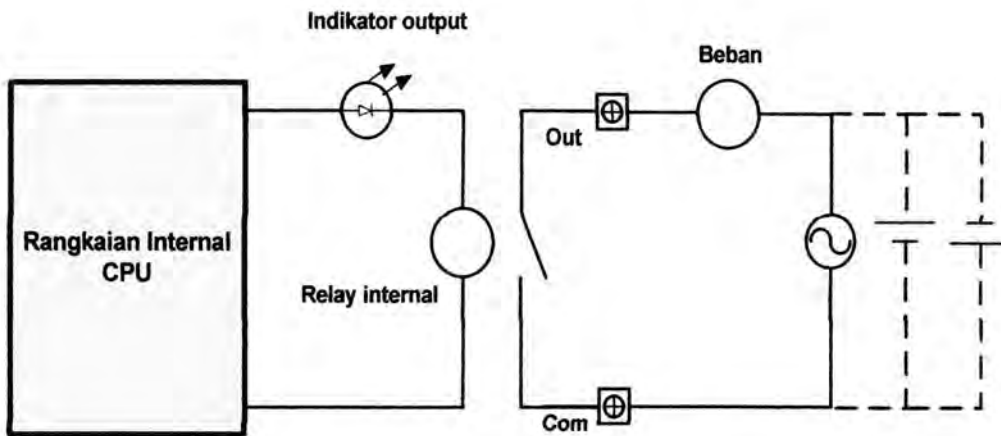 Indikator output
Beban
Out
Rangkaian Internal
CPU
Relay internal
Com